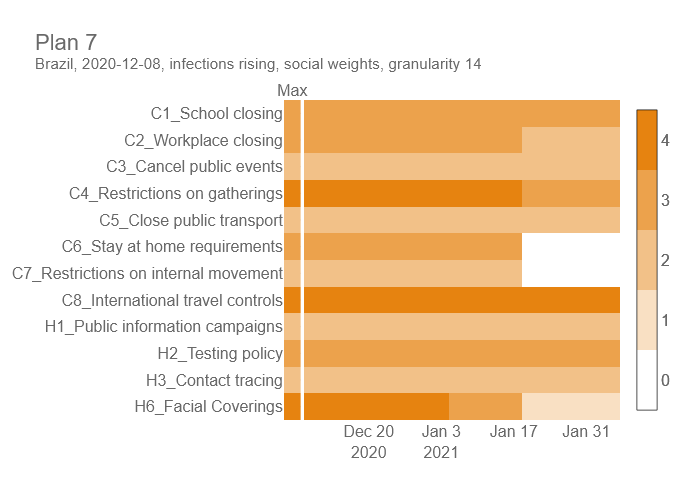 Plan 7
Brazil, 2020-12-08, infections rising, social weights, granularity 14
Max
C1_School closing
C2_Workplace closing
C3_Cancel public events
C4_Restrictions on gatherings
C5_Close public transport
C6_Stay at home requirements
C7_Restrictions on internal movement
C8_International travel controls
H1_Public information campaigns
H2_Testing policy
H3_Contact tracing
H6_Facial Coverings
Dec 20 Jan 3 Jan 17 Jan 31
2020 2021
4
3
2
1
0